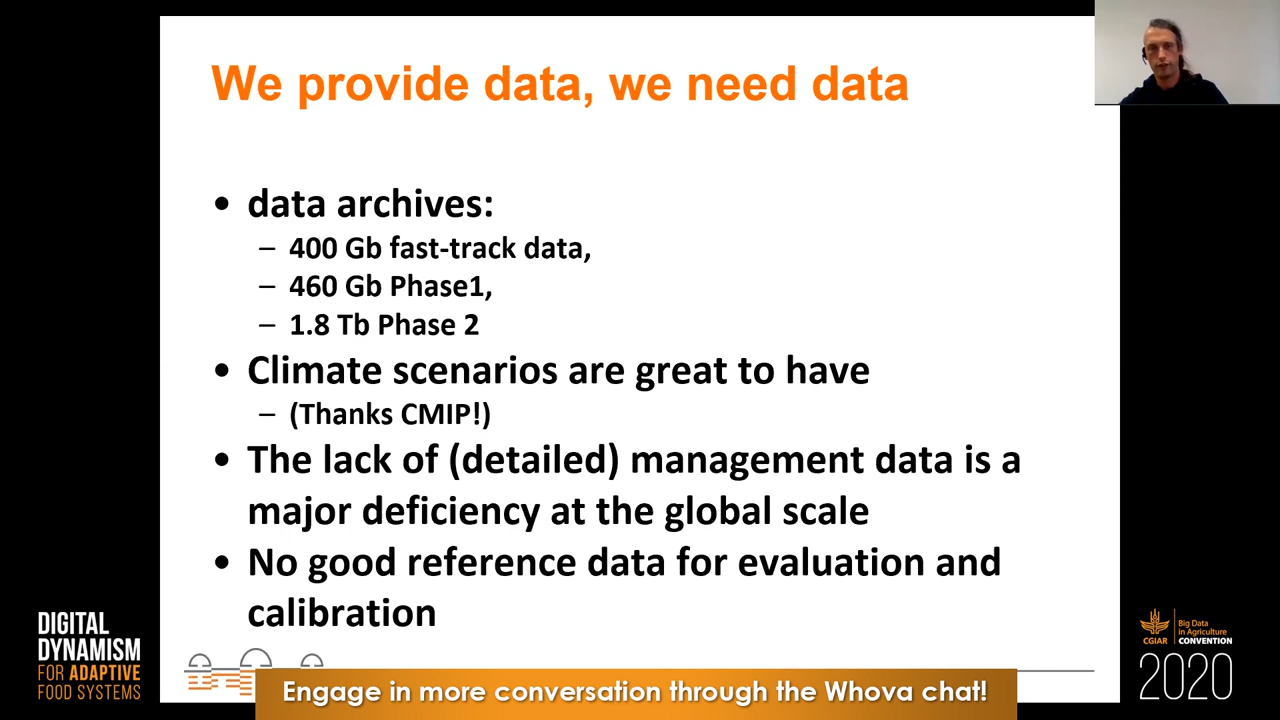 We provide data, we need data
• data archives:
– 400 Gb fast-track data,
– 460 Gb Phase1,
– 1.8 Tb Phase 2
• Climate scenarios are great to have
– (Thanks CMIP!)
• The lack of (detailed) management data is a
major deficiency at the global scale
• No good reference data for evaluation and
calibration
DIGITAL
DYNAMISM
FOR ADAPTIVE
FOOD SYSTEMS
CGIAR
Big Data
in Agriculture
CONVENTION
2020
Engage in more conversation through the Whova chat!